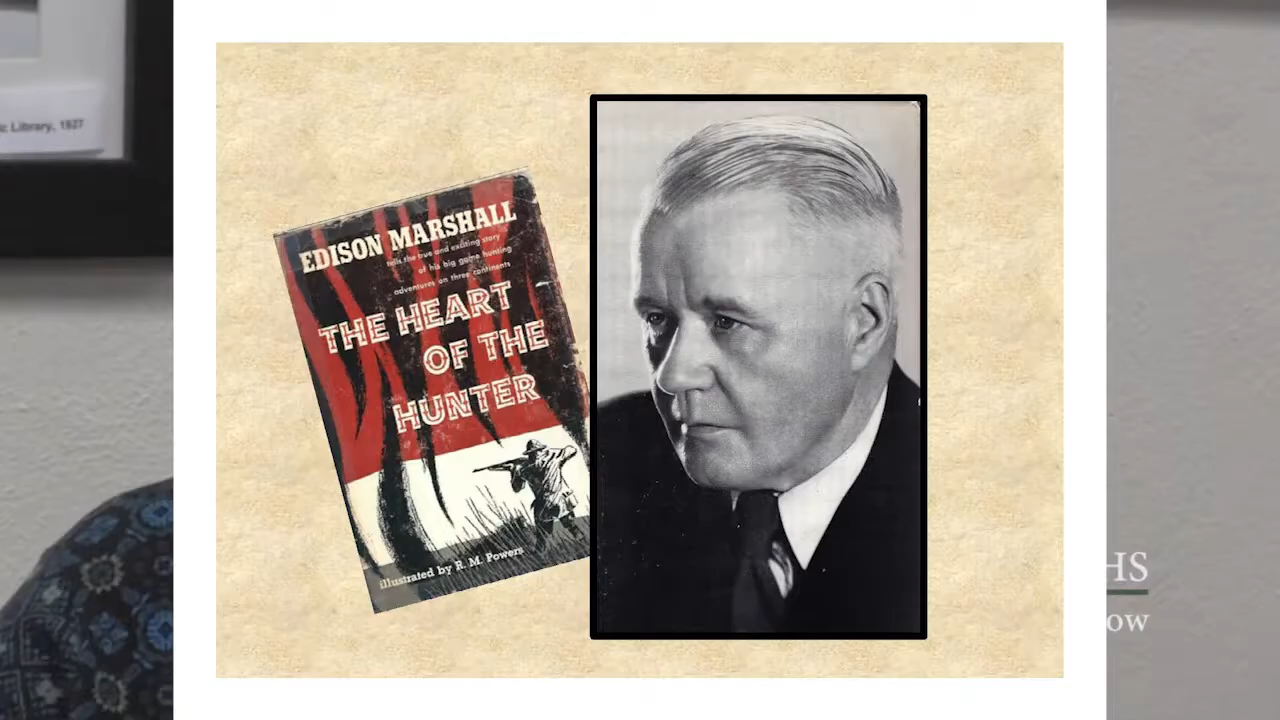 ic Library, 1927
EDISON MARSHALL
tells the true and exciting story
of his big game hunting
adventures on three continents
THE HEART
OF THE
HUNTER
illustrated by R. M. Powers
HS
ow